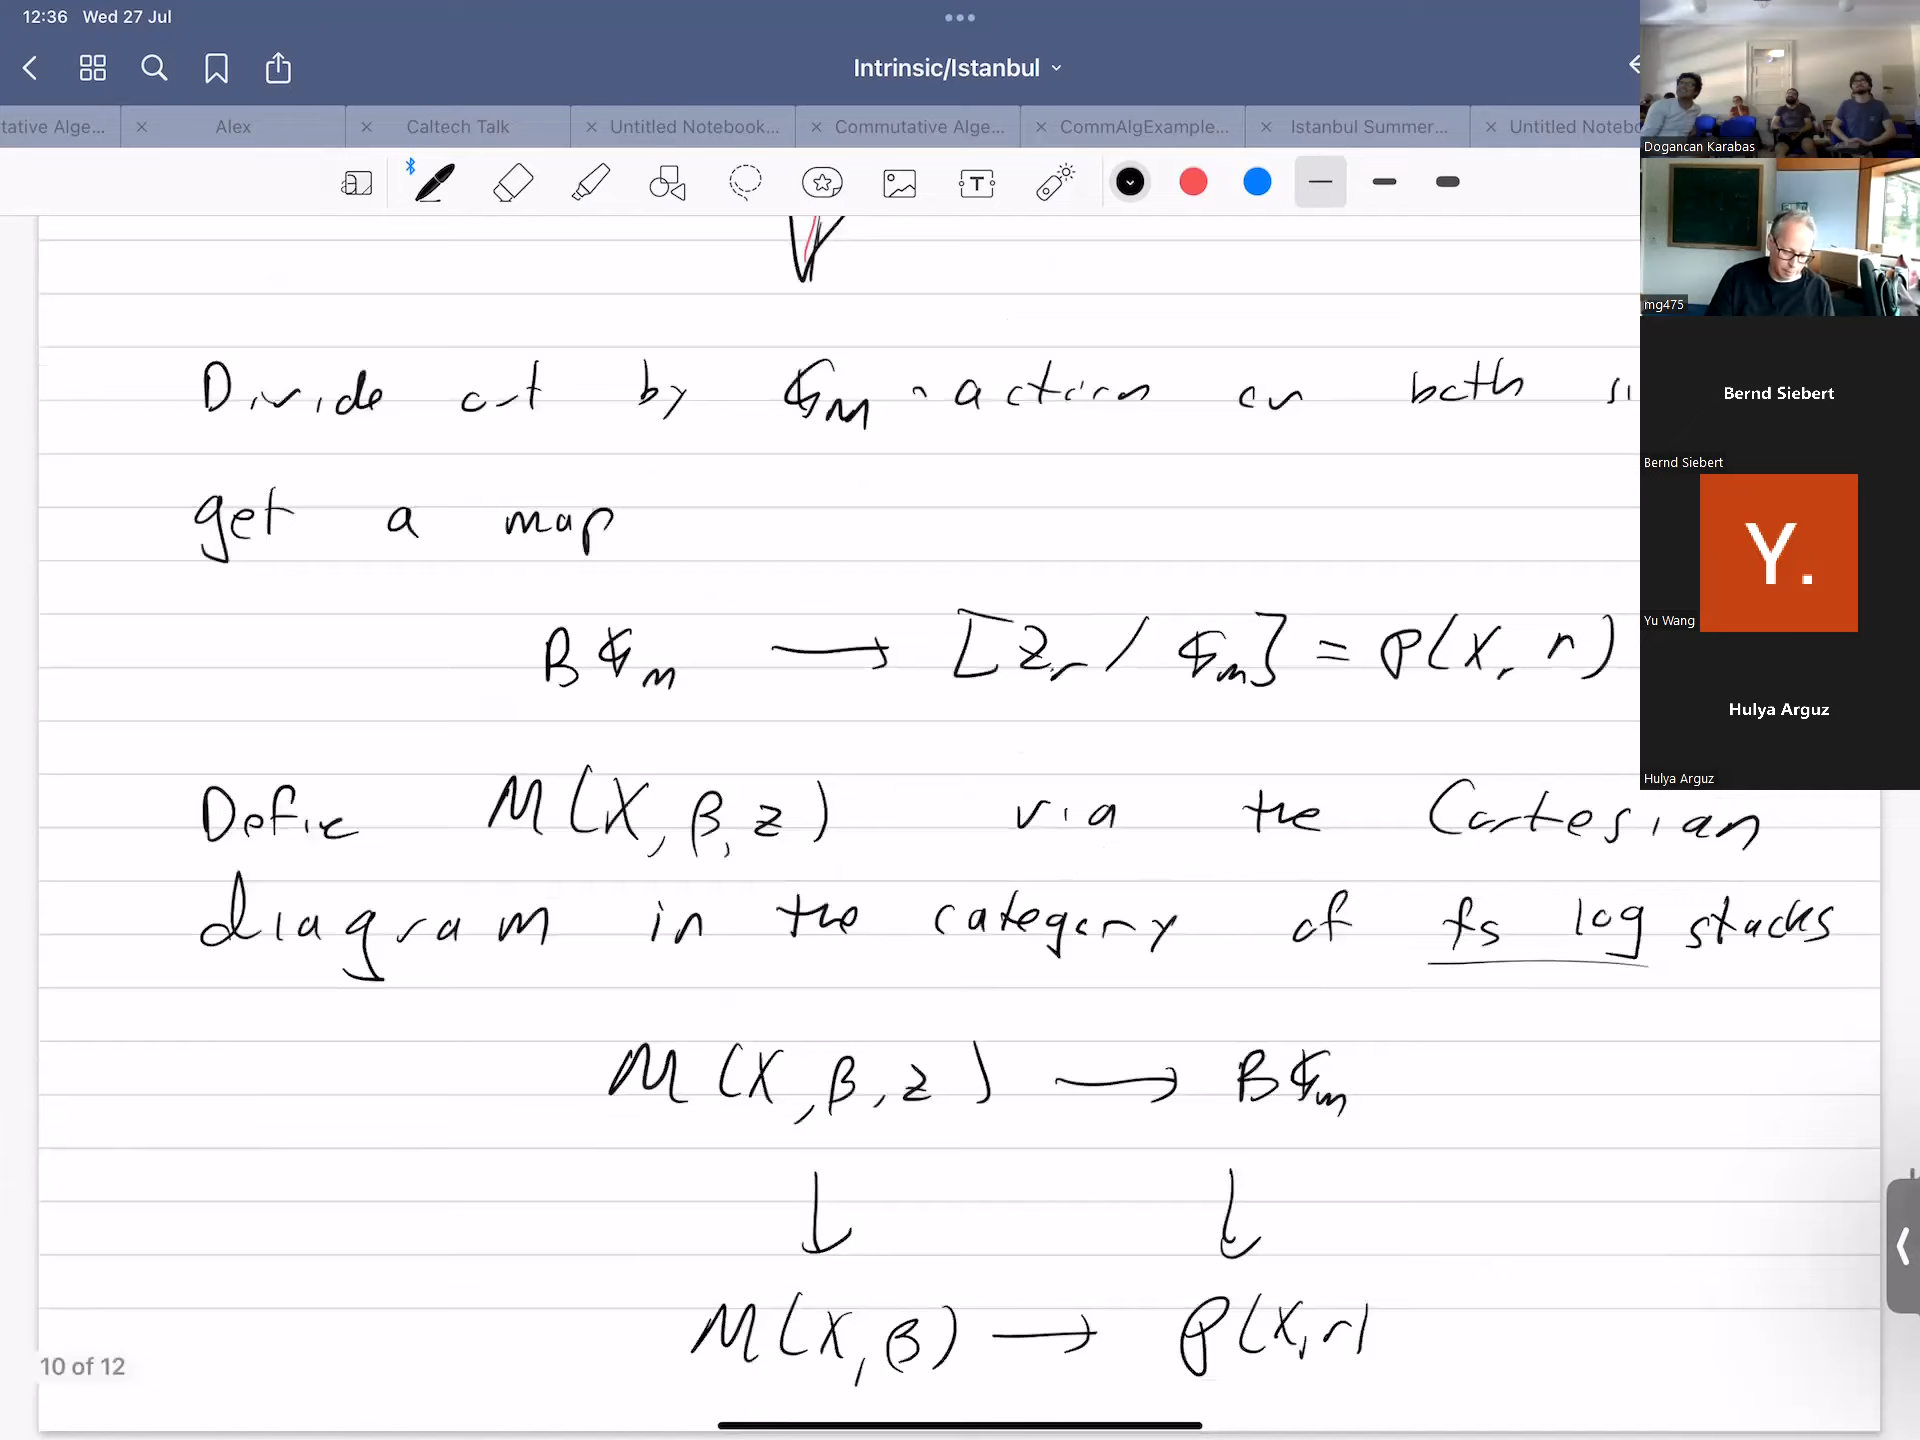 12:36 Wed 27 Jul
Intrinsic/Istanbul
tative Alge...
Alex
Caltech Talk
Untitled Notebook...
Commutative Alge...
CommAlgExample...
Istanbul Summer...
Untitled Notebo
Dogancan Karabas
mg475
Bernd Siebert
Bernd Siebert
Y.
Yu Wang
Hulya Arguz
Hulya Arguz
Divide out by 𝔾m-action on both si
get a map
B𝔾m ⟶ [Zr / 𝔾m] = 𝒫(X, r)
Define ℳ(X, β, z) via the Cartesian
diagram in the category of fs log stacks
ℳ(X, β, z) ⟶ B𝔾m
↓ ↓
ℳ(X, β) ⟶ 𝒫(X, r)
10 of 12